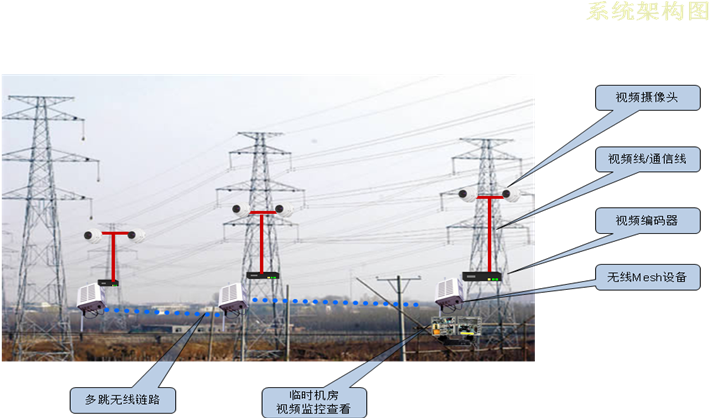 系统架构图
视频摄像头
视频线/通信线
视频编码器
无线Mesh设备
多跳无线链路
临时机房
视频监控查看